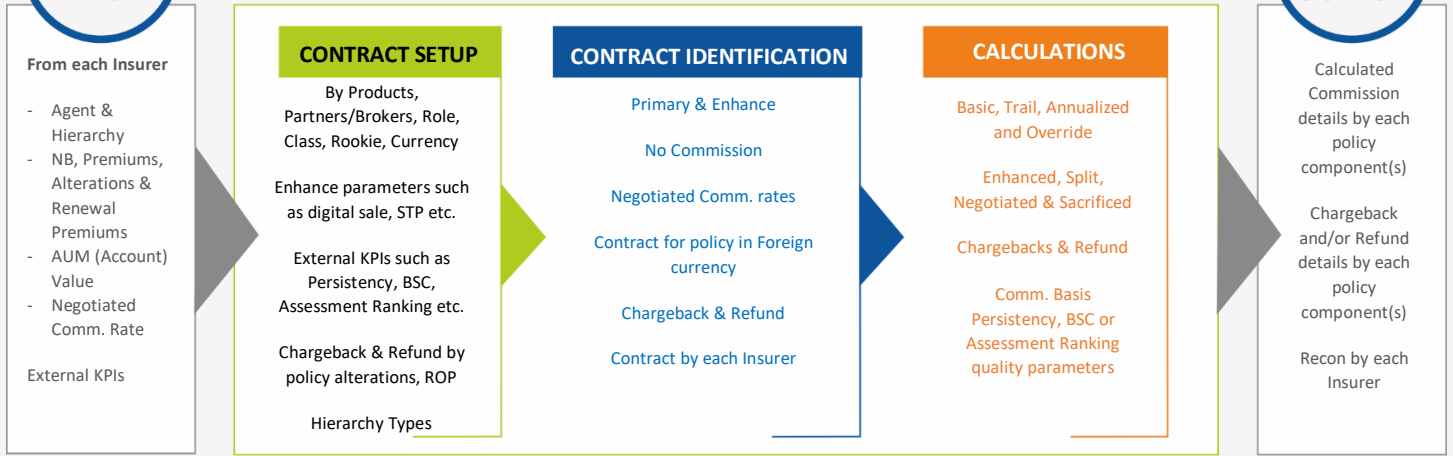 From each Insurer
- Agent &
Hierarchy
- NB, Premiums,
Alterations &
Renewal
Premiums
- AUM (Account)
Value
- Negotiated
Comm. Rate
External KPIs
CONTRACT SETUP
By Products,
Partners/Brokers, Role,
Class, Rookie, Currency
Enhance parameters such
as digital sale, STP etc.
External KPIs such as
Persistency, BSC,
Assessment Ranking etc.
Chargeback & Refund by
policy alterations, ROP
Hierarchy Types
CONTRACT IDENTIFICATION
Primary & Enhance
No Commission
Negotiated Comm. rates
Contract for policy in Foreign
currency
Chargeback & Refund
Contract by each Insurer
CALCULATIONS
Basic, Trail, Annualized
and Override
Enhanced, Split,
Negotiated & Sacrificed
Chargebacks & Refund
Comm. Basis
Persistency, BSC or
Assessment Ranking
quality parameters
Calculated
Commission
details by each
policy
component(s)
Chargeback
and/or Refund
details by each
policy
component(s)
Recon by each
Insurer